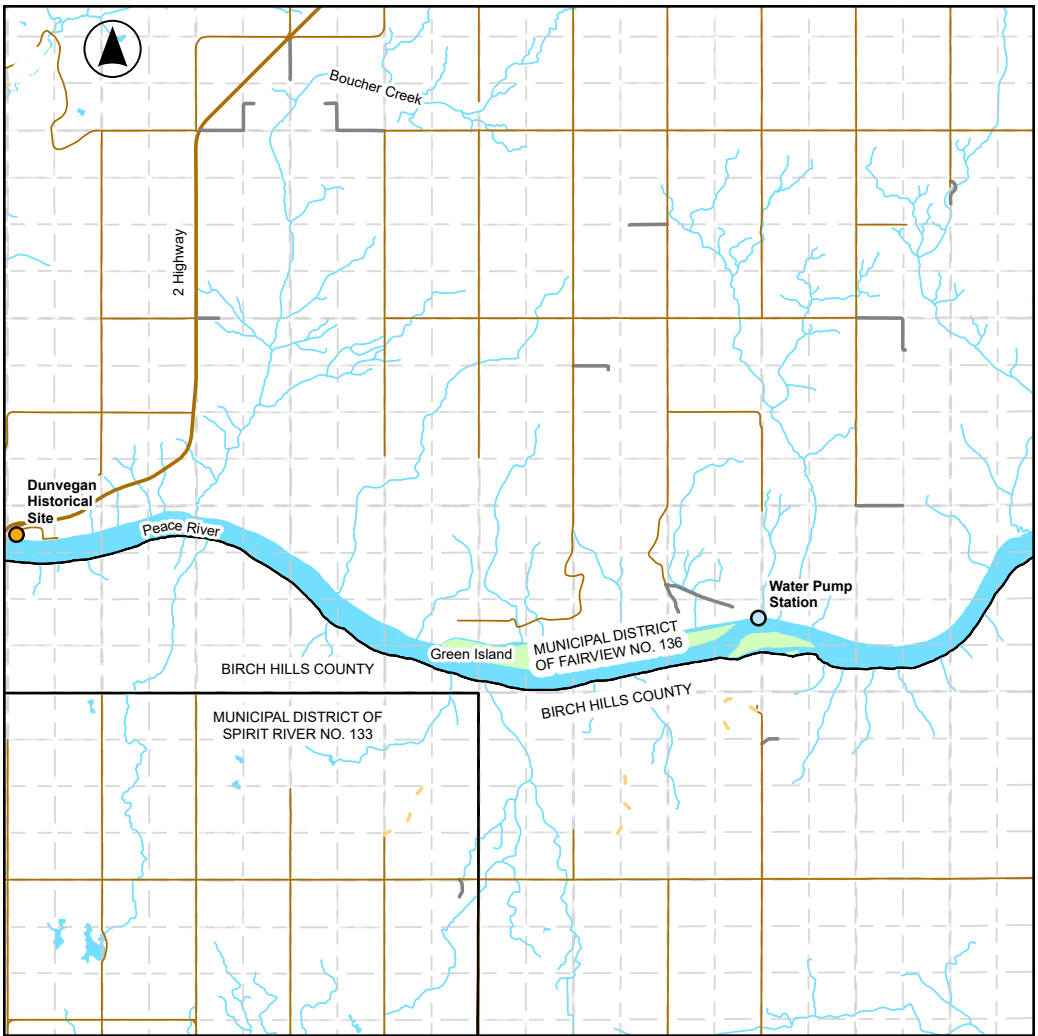 Boucher Creek
2 Highway
Dunvegan
Historical
Site
Peace River
Water Pump
Station
Green Island
MUNICIPAL DISTRICT
OF FAIRVIEW NO. 136
BIRCH HILLS COUNTY
BIRCH HILLS COUNTY
MUNICIPAL DISTRICT OF
SPIRIT RIVER NO. 133